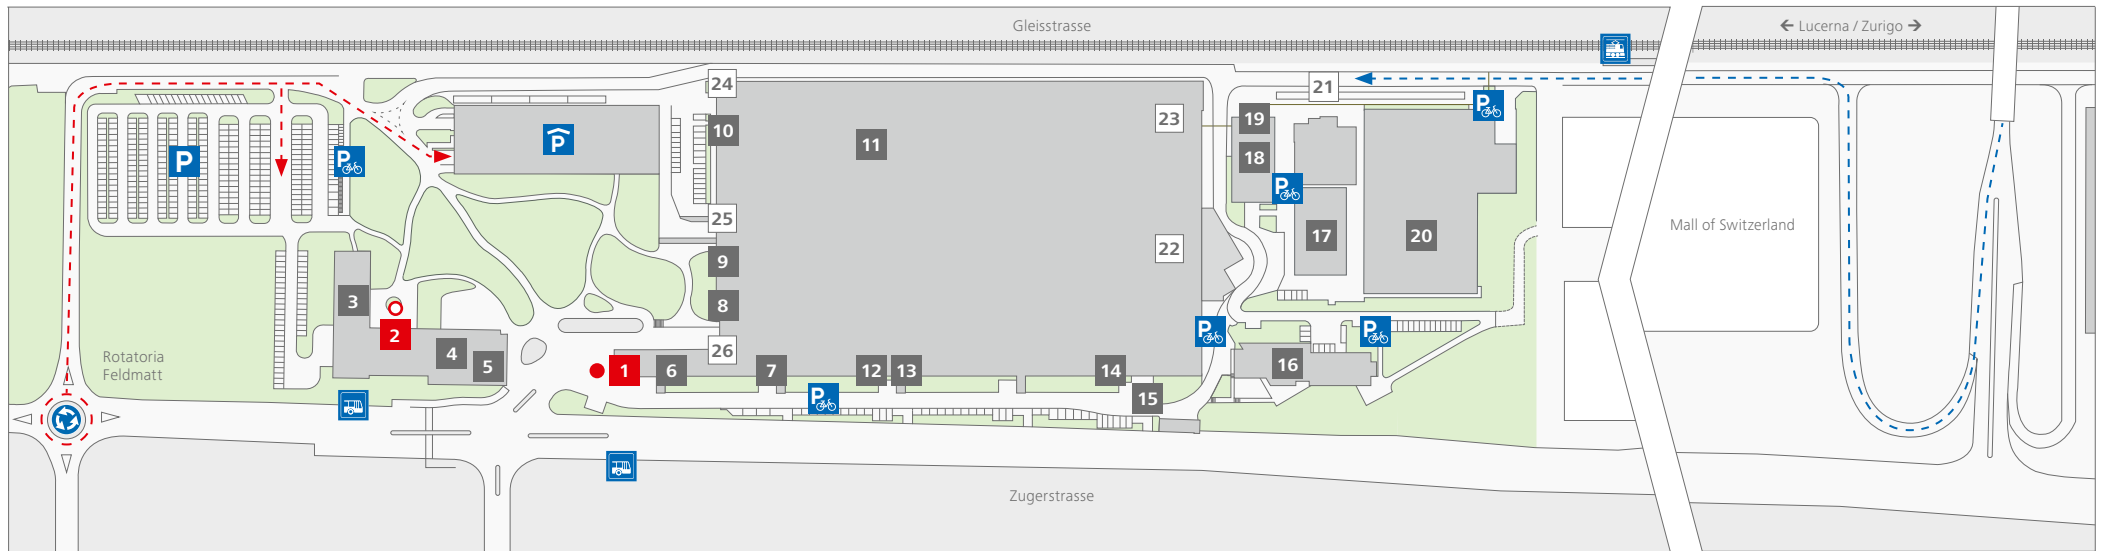 Gleisstrasse
← Lucerna / Zurigo →
24
21
23
19
10
11
P
P
P
P
18
P
P
25
17
20
Mall of Switzerland
22
9
3
8
2
P
P
26
Rotatoria
Feldmatt
4
5
1
6
7
12
13
14
16
P
15
Zugerstrasse